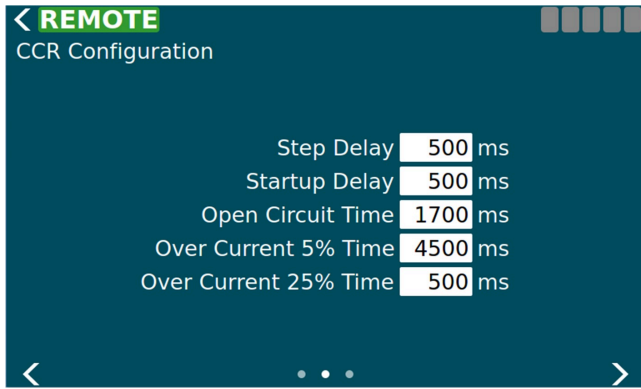 REMOTE
CCR Configuration
Step Delay 500 ms
Startup Delay 500 ms
Open Circuit Time 1700 ms
Over Current 5% Time 4500 ms
Over Current 25% Time 500 ms